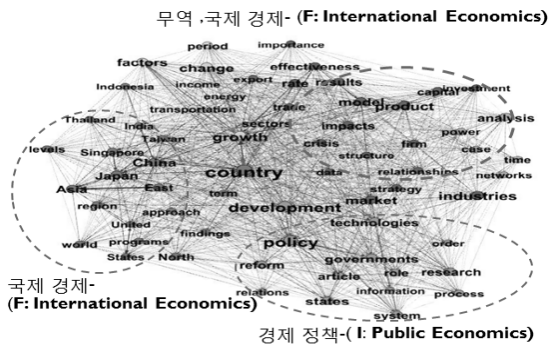 무역 ,국제 경제- (F: International Economics)
period importance
factors change effectiveness
Indonesia income export rate results investment
energy capital
transportation trade model product
Thailand sectors analysis
India growth impacts power
levels Taiwan crisis firm case
Singapore structure time
China country data relationships networks
Japan
Asia East term strategy industries
region development market
approach technologies
United findings
world programs policy order
States North governments
reform article role research
국제 경제-
(F: International Economics) relations information process
states
system
경제 정책-( I: Public Economics)